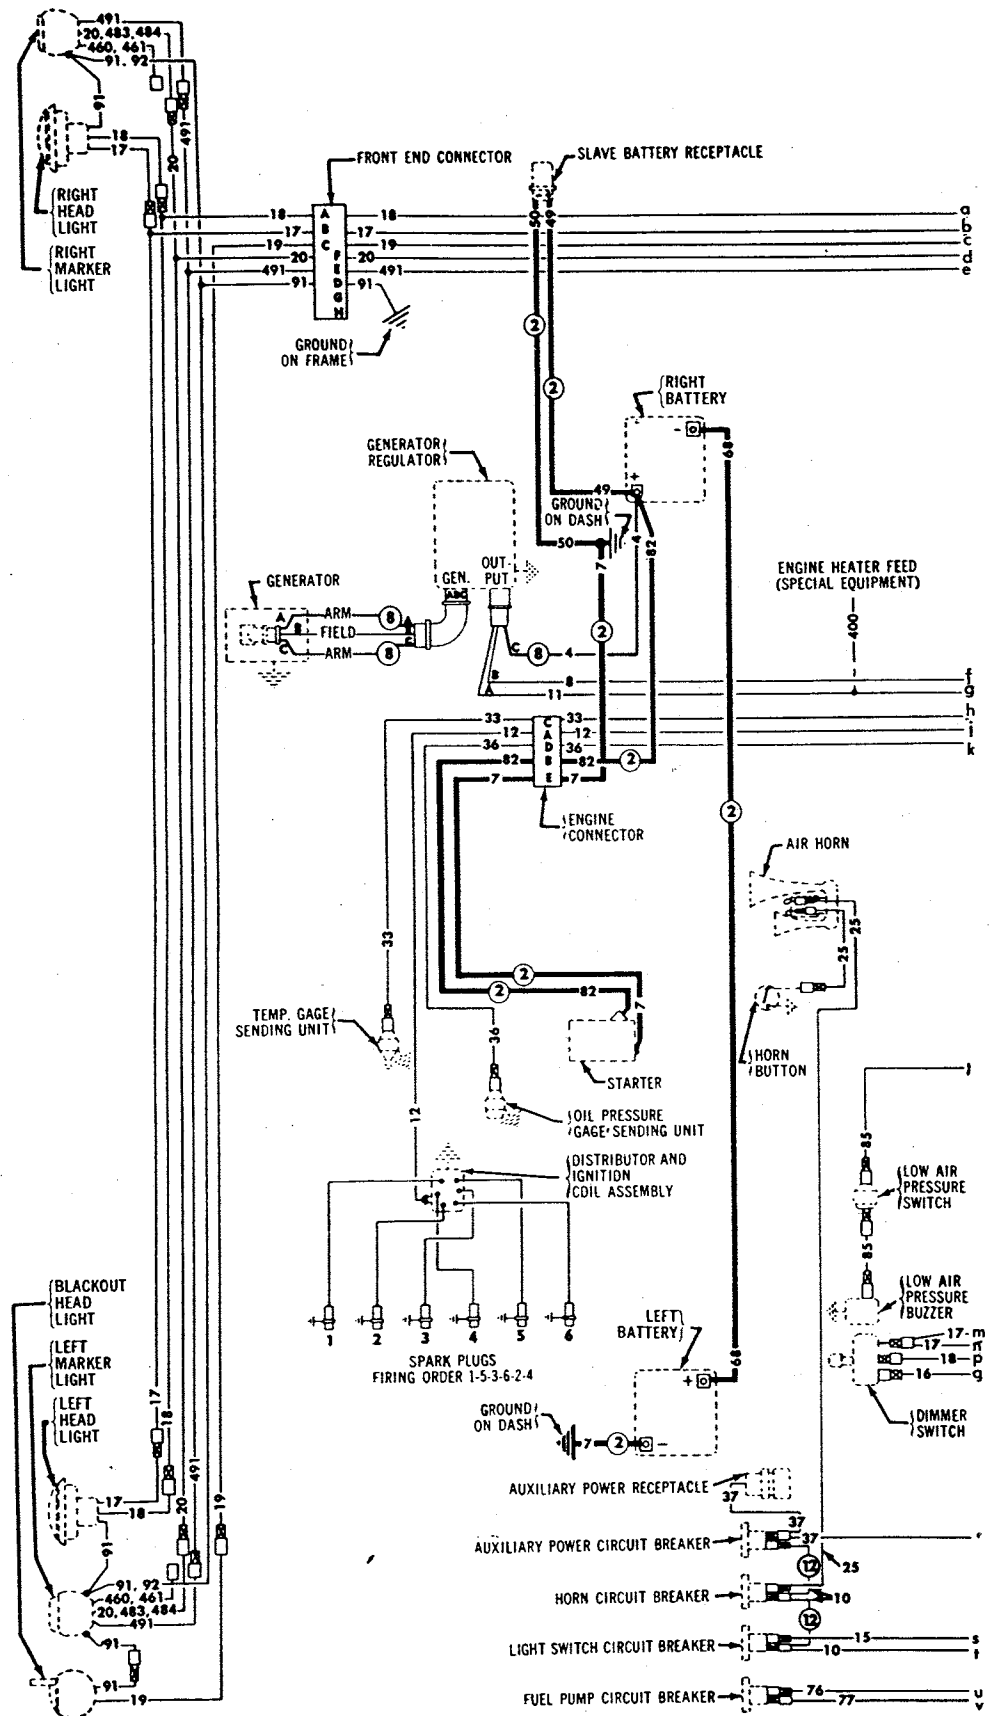 491
20, 483, 484
460, 461
91, 92
91
18
17
20
491
RIGHT
HEAD
LIGHT
RIGHT
MARKER
LIGHT
FRONT END CONNECTOR
SLAVE BATTERY RECEPTACLE
50
49
18 A 18 a
17 B 17 b
19 C 19 c
20 F 20 d
491 E 491 e
91 D 91
G
H
GROUND
ON FRAME
2
2
RIGHT
BATTERY
-
+
68
GENERATOR
REGULATOR
49
GROUND
ON DASH
50
7
4
82
GEN.
OUT-
PUT
ABC
GENERATOR
A ARM 8 A
B FIELD
C ARM 8 C
2
C 8 4
B 8 f
A 11 g
ENGINE HEATER FEED
(SPECIAL EQUIPMENT)
400
33 C 33 h
12 A 12 i
36 D 36 k
82 B 82 2
7 E 7
ENGINE
CONNECTOR
2
AIR HORN
25
25
HORN
BUTTON
33
2
2 82
7
TEMP. GAGE
SENDING UNIT
36
STARTER
12
OIL PRESSURE
GAGE SENDING UNIT
DISTRIBUTOR AND
IGNITION
COIL ASSEMBLY
85
LOW AIR
PRESSURE
SWITCH
85
LOW AIR
PRESSURE
BUZZER
1 2 3 4 5 6
SPARK PLUGS
FIRING ORDER 1-5-3-6-2-4
17-m
17 n
18 p
16 q
DIMMER
SWITCH
BLACKOUT
HEAD
LIGHT
LEFT
MARKER
LIGHT
LEFT
HEAD
LIGHT
LEFT
BATTERY
68
+
-
GROUND
ON DASH
7 2
17
18
491
20
19
17
18
91
91, 92
460, 461
20, 483, 484
491
91
91
19
AUXILIARY POWER RECEPTACLE
37
37
AUXILIARY POWER CIRCUIT BREAKER 37
12
25
HORN CIRCUIT BREAKER 10
12
LIGHT SWITCH CIRCUIT BREAKER 15 s
10 t
FUEL PUMP CIRCUIT BREAKER 76 u
77 v